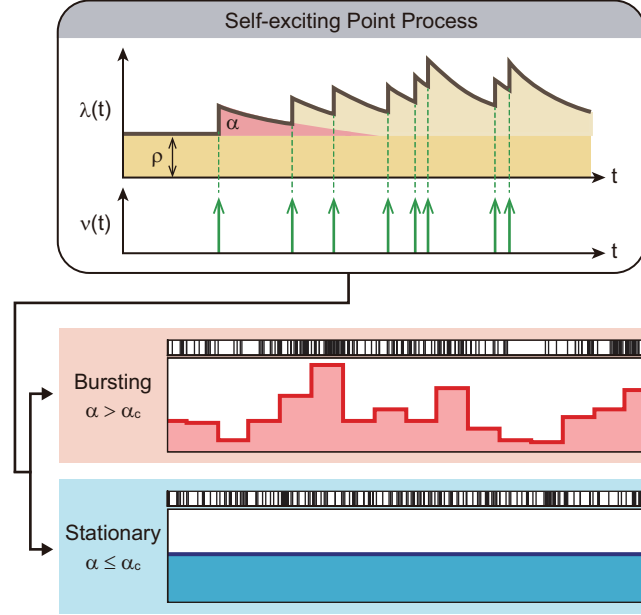 Self-exciting Point Process
λ(t)
α
ρ
t
ν(t)
t
Bursting
α > αc
Stationary
α ≤ αc